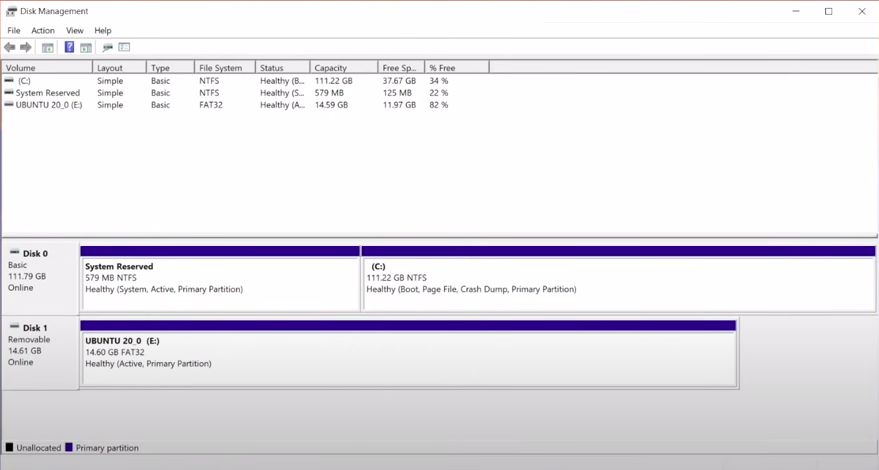 Disk Management
File Action View Help
Volume Layout Type File System Status Capacity Free Sp... % Free
(C:) Simple Basic NTFS Healthy (B... 111.22 GB 37.67 GB 34 %
System Reserved Simple Basic NTFS Healthy (S... 579 MB 125 MB 22 %
UBUNTU 20_0 (E:) Simple Basic FAT32 Healthy (A... 14.59 GB 11.97 GB 82 %
Disk 0
Basic
111.79 GB
Online
System Reserved
579 MB NTFS
Healthy (System, Active, Primary Partition)
(C:)
111.22 GB NTFS
Healthy (Boot, Page File, Crash Dump, Primary Partition)
Disk 1
Removable
14.61 GB
Online
UBUNTU 20_0 (E:)
14.60 GB FAT32
Healthy (Active, Primary Partition)
Unallocated Primary partition